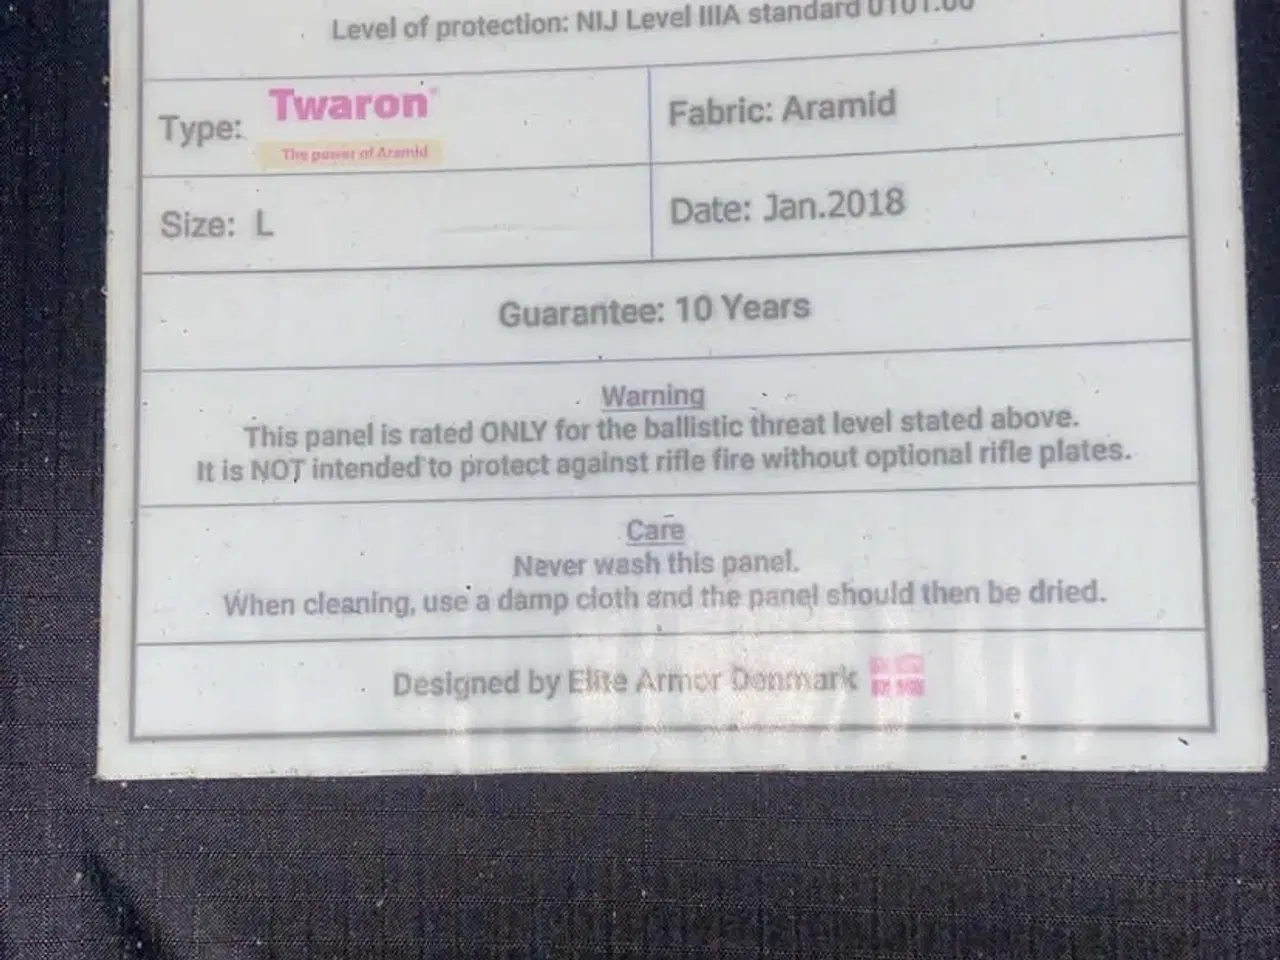 Level of protection: NIJ Level IIIA standard 0101.06
Type: Twaron®
The power of Aramid
Fabric: Aramid
Size: L
Date: Jan.2018
Guarantee: 10 Years
Warning
This panel is rated ONLY for the ballistic threat level stated above.
It is NOT intended to protect against rifle fire without optional rifle plates.
Care
Never wash this panel.
When cleaning, use a damp cloth and the panel should then be dried.
Designed by Elite Armor Denmark